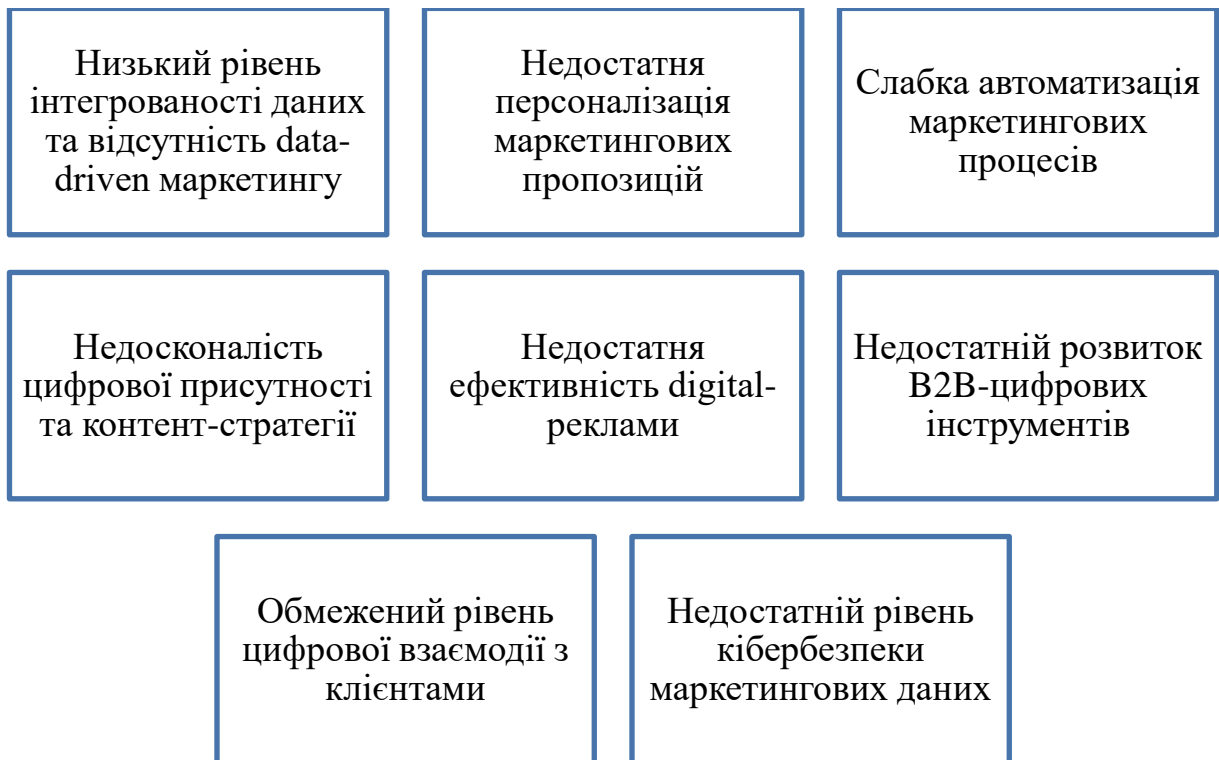 Низький рівень
інтегрованості даних
та відсутність data-
driven маркетингу
Недостатня
персоналізація
маркетингових
пропозицій
Слабка автоматизація
маркетингових
процесів
Недосконалість
цифрової присутності
та контент-стратегії
Недостатня
ефективність digital-
реклами
Недостатній розвиток
B2B-цифрових
інструментів
Обмежений рівень
цифрової взаємодії з
клієнтами
Недостатній рівень
кібербезпеки
маркетингових даних